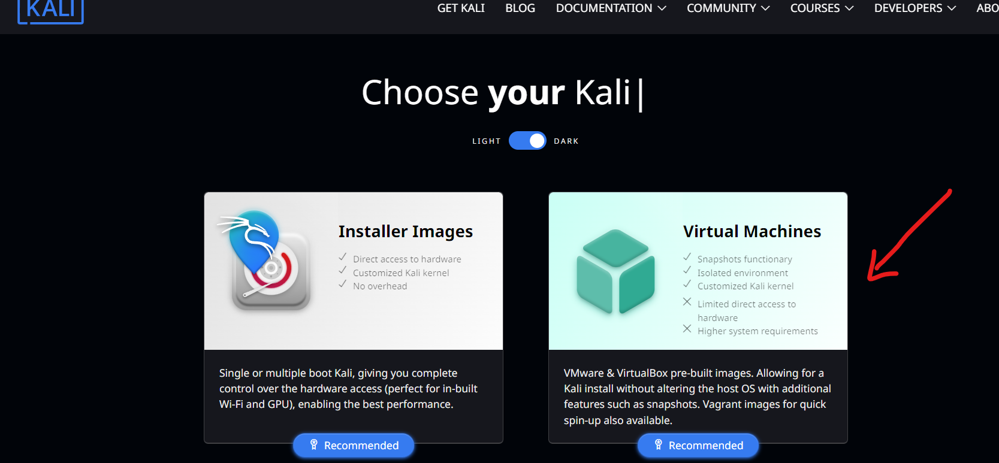 KALI
GET KALI BLOG DOCUMENTATION COMMUNITY COURSES DEVELOPERS ABO
Choose your Kali|
LIGHT DARK
Installer Images
Direct access to hardware
Customized Kali kernel
No overhead
Single or multiple boot Kali, giving you complete
control over the hardware access (perfect for in-built
Wi-Fi and GPU), enabling the best performance.
Recommended
Virtual Machines
Snapshots functionary
Isolated environment
Customized Kali kernel
Limited direct access to
hardware
Higher system requirements
VMware & VirtualBox pre-built images. Allowing for a
Kali install without altering the host OS with additional
features such as snapshots. Vagrant images for quick
spin-up also available.
Recommended